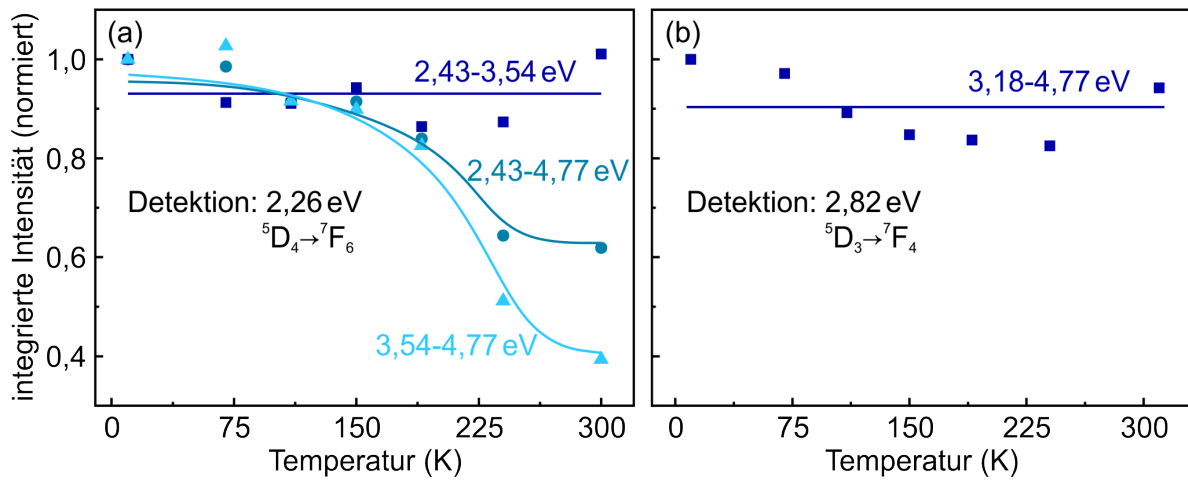 integrierte Intensität (normiert)
1,0
0,8
0,6
0,4
(a)
2,43-3,54 eV
2,43-4,77 eV
Detektion: 2,26 eV
⁵D₄→⁷F₆
3,54-4,77 eV
0 75 150 225 300
Temperatur (K)
(b)
3,18-4,77 eV
Detektion: 2,82 eV
⁵D₃→⁷F₄
0 75 150 225 300
Temperatur (K)